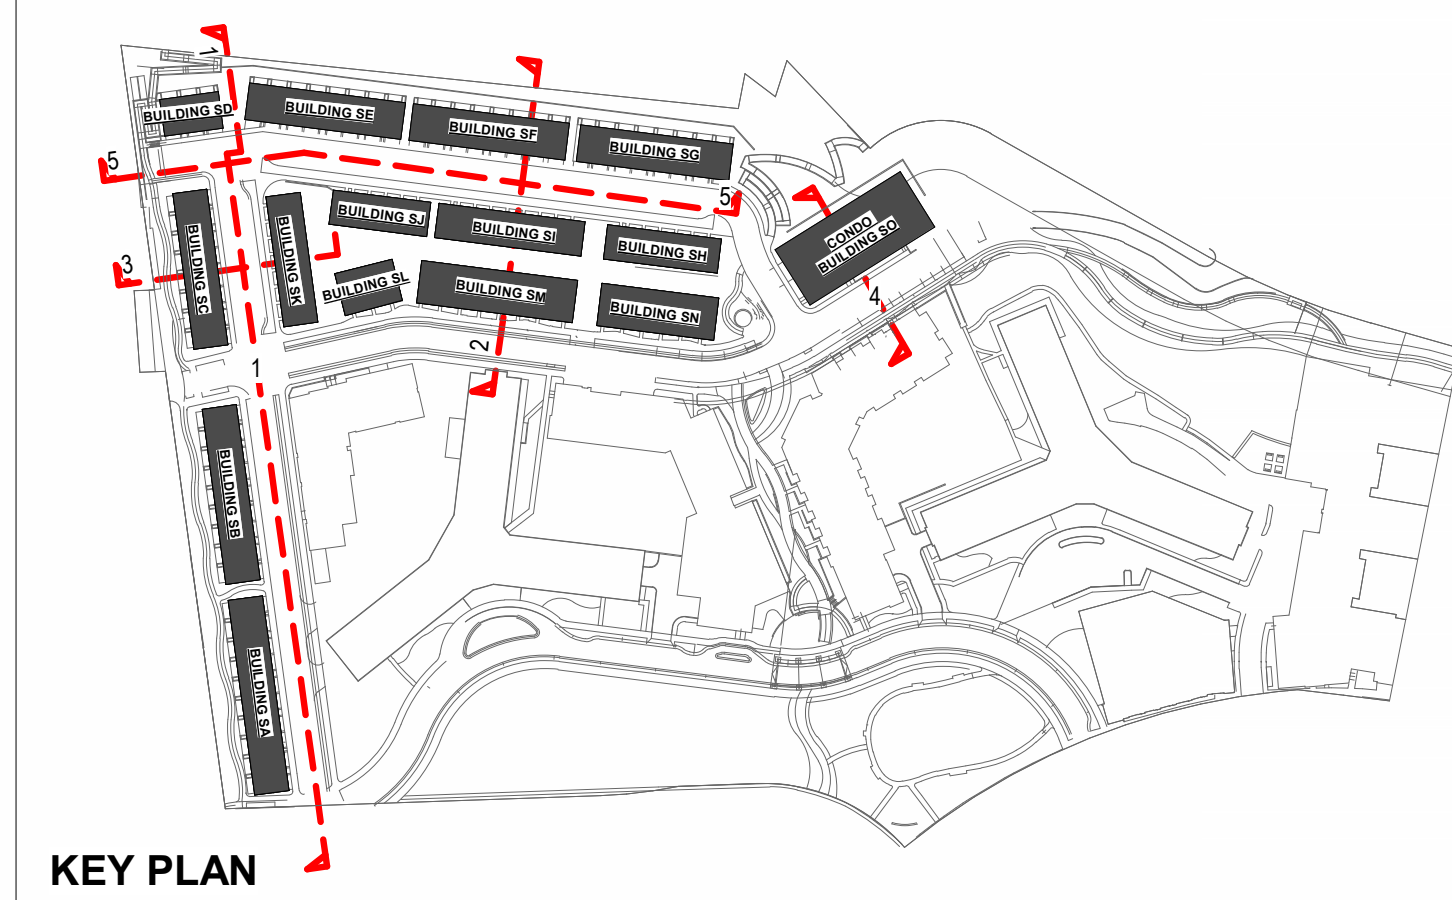 1
BUILDING SD
BUILDING SE
BUILDING SF
BUILDING SG
5
5
BUILDING SJ
BUILDING SI
BUILDING SH
CONDO
BUILDING SO
BUILDING SC
BUILDING SK
3
BUILDING SL
BUILDING SM
BUILDING SN
4
2
1
BUILDING SB
BUILDING SA
KEY PLAN